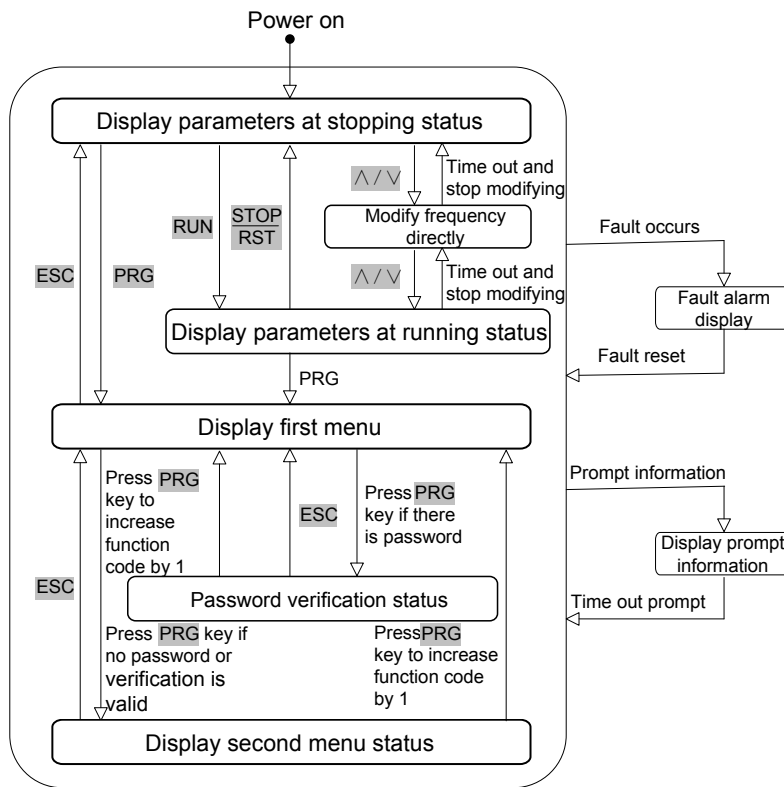 Power on
Display parameters at stopping status
∧ / ∨
Time out and
stop modifying
RUN
STOP
RST
Modify frequency
directly
ESC
PRG
∧ / ∨
Time out and
stop modifying
Display parameters at running status
PRG
Display first menu
Press PRG
key to
increase
function
code by 1
ESC
Press PRG
key if there
is password
ESC
Password verification status
Press PRG key if
no password or
verification is
valid
PressPRG
key to increase
function code
by 1
Display second menu status
Fault occurs
Fault alarm
display
Fault reset
Prompt information
Display prompt
information
Time out prompt